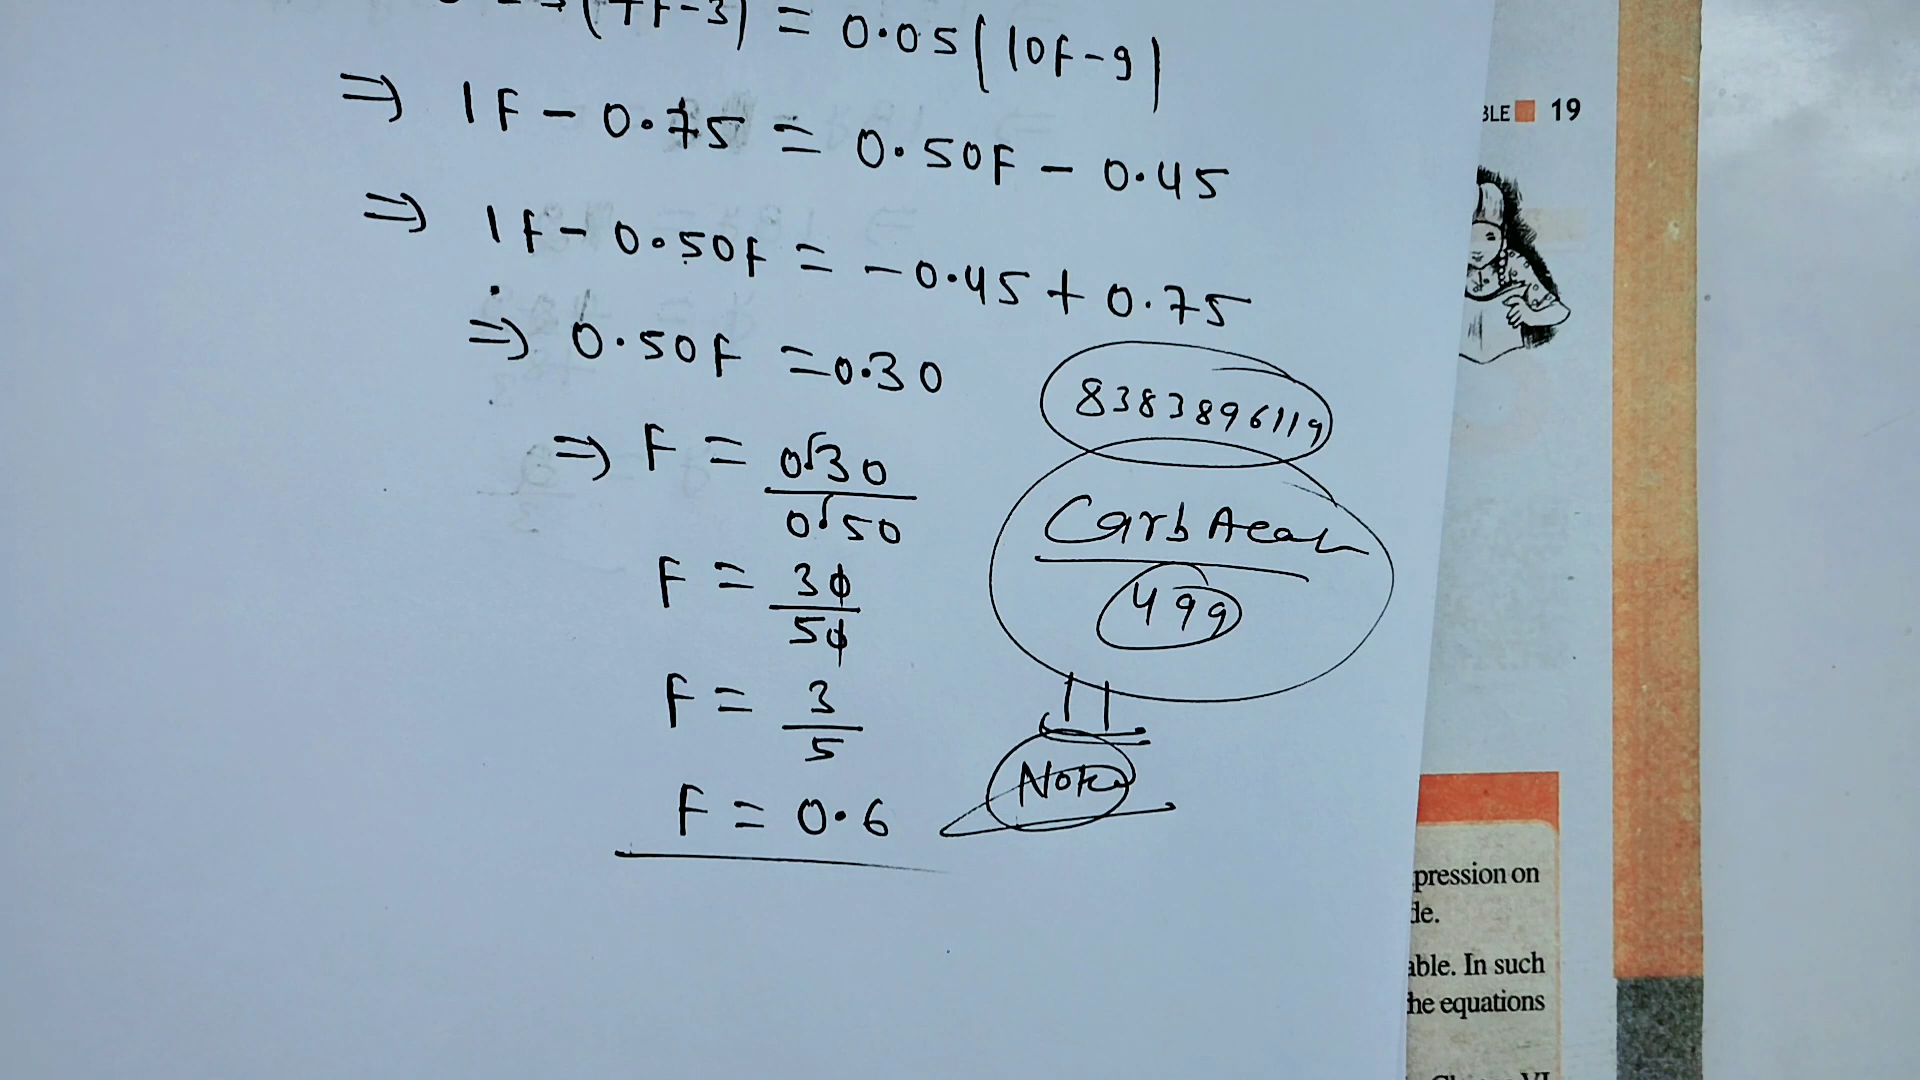 (4f-3) = 0.05(10f-9)
⇒ 1F - 0.75 = 0.50F - 0.45
⇒ 1f - 0.50f = -0.45 + 0.75
⇒ 0.50F = 0.30
⇒ F = 0.30/0.50
F = 30/50
F = 3/5
F = 0.6
8383896119
499
Note
BLE 19
pression on
de.
able. In such
he equations